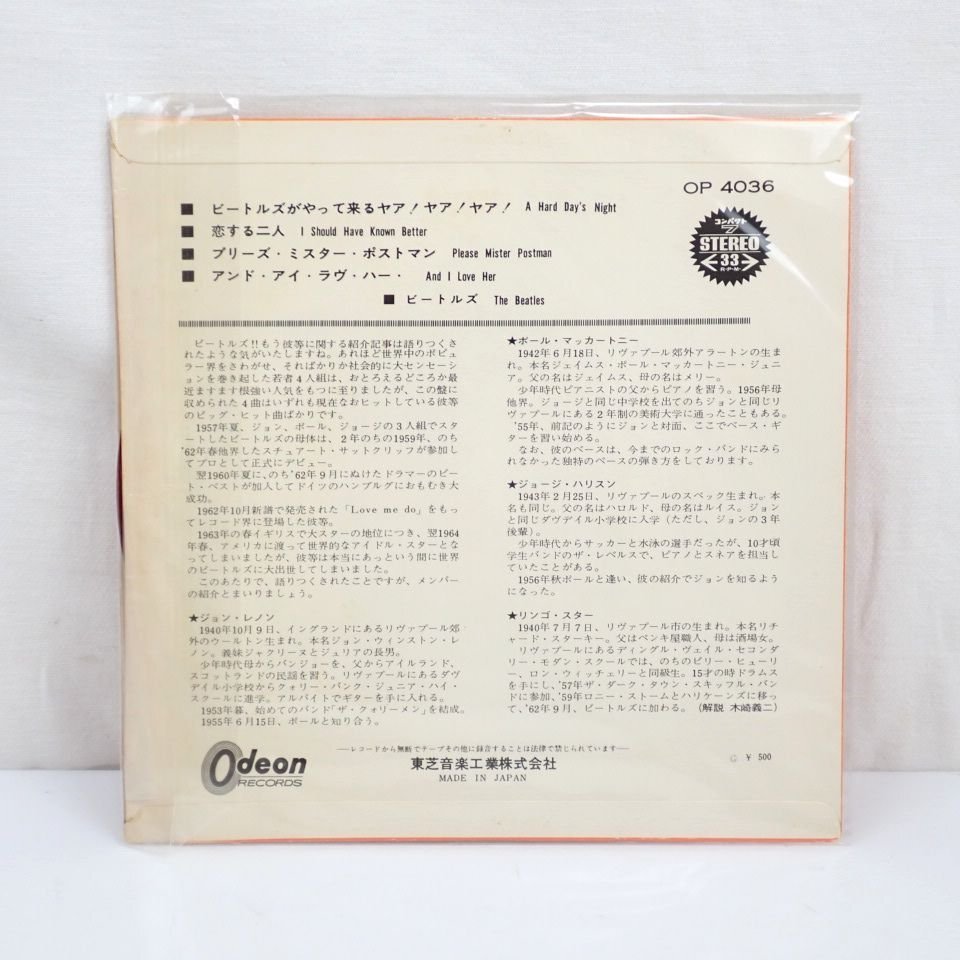 OP 4036
コンパクト
7
STEREO
33
R・P・M・
■ ビートルズがやって来るヤア!ヤア!ヤア! A Hard Day's Night
■ 恋する二人 I Should Have Known Better
■ プリーズ・ミスター・ポストマン Please Mister Postman
■ アンド・アイ・ラヴ・ハー・ And I Love Her
■ ビートルズ The Beatles
ビートルズ!!もう彼等に関する紹介記事は語りつくさ
れたような気がいたしますね。あれほど世界中のポピュ
ラー界をさわがせ、そればかりか社会的に大センセーシ
ョンを巻き起した若者4人組は、おとろえるどころか最
近ますます根強い人気をもつに至りましたが、この盤に
収められた4曲はいずれも現在なおヒットしている彼等
のビッグ・ヒット曲ばかりです。
1957年夏、ジョン、ポール、ジョージの3人組でスタ
ートしたビートルズの母体は、2年のちの1959年、のち
'62年春他界したスチュアート・サットクリッフが参加し
てプロとして正式にデビュー。
翌1960年夏に、のち'62年9月にぬけたドラマーのピー
ト・ベストが加入してドイツのハンブルグにおもむき大
成功。
1962年10月新譜で発売された「Love me do」をもっ
てレコード界に登場した彼等。
1963年の春イギリスで大スターの地位につき、翌1964
年春、アメリカに渡って世界的なアイドル・スターとな
ってしまいましたが、彼等は本当にあっという間に世界
のビートルズに大出世してしまいました。
このあたりで、語りつくされたことですが、メンバー
の紹介とまいりましょう。
★ジョン・レノン
1940年10月9日、イングランドにあるリヴァプール郊
外のウールトン生まれ。本名ジョン・ウィンストン・レ
ノン。義妹ジャクリーヌとジュリアの長男。
少年時代母からバンジョーを、父からアイルランド、
スコットランドの民謡を習う。リヴァプールにあるダヴ
デイル小学校からクォリー・バンク・ジュニア・ハイ・
スクールに進学。アルバイトでギターを手に入れる。
1953年暮、始めてのバンド「ザ・クォリーメン」を結成。
1955年6月15日、ポールと知り合う。
★ポール・マッカートニー
1942年6月18日、リヴァプール郊外アラートンの生ま
れ。本名ジェイムス・ポール・マッカートニー・ジュニ
ア。父の名はジェイムス、母の名はメリー。
少年時代ピアニストの父からピアノを習う。1956年母
他界。ジョージと同じ中学校を出てのちジョンと同じリ
ヴァプールにある2年制の美術大学に通ったこともある。
'55年、前記のようにジョンと対面、ここでベース・ギ
ターを習い始める。
なお、彼のベースは、今までのロック・バンドにみら
れなかった独特のベースの弾き方をしております。
★ジョージ・ハリスン
1943年2月25日、リヴァプールのスペック生まれ。本
名も同じ。父の名はハロルド、母の名はルイス。ジョン
と同じダヴデイル小学校に入学(ただし、ジョンの3年
後輩)。
少年時代からサッカーと水泳の選手だったが、10才頃
学生バンドのザ・レベルスで、ピアノとスネアを担当し
ていたことがある。
1956年秋ポールと逢い、彼の紹介でジョンを知るよう
になった。
★リンゴ・スター
1940年7月7日、リヴァプール市の生まれ。本名リチ
ャード・スターキー。父はペンキ屋職人、母は酒場女。
リヴァプールにあるディングル・ヴェイル・セコンダ
リー・モダン・スクールでは、のちのビリー・ヒューリ
ー、ロン・ウィッチェリーと同級生。15才の時ドラムス
を手にし、'57年ザ・ダーク・タウン・スキッフル・バン
ドに参加、'59年ロニー・ストーム&ハリケーンズに移っ
て、'62年9月、ビートルズに加わる。(解説 木崎義二)
Odeon
RECORDS
—レコードから無断でテープその他に録音することは法律で禁じられています—
東芝音楽工業株式会社
MADE IN JAPAN
Ⓖ ¥ 500